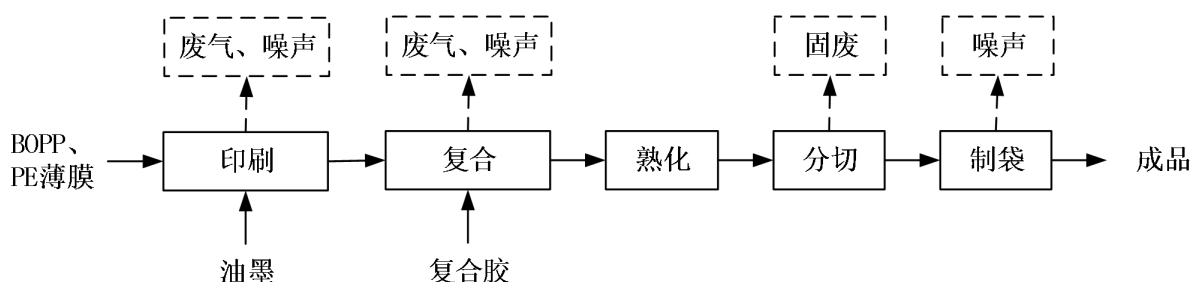 废气、噪声
废气、噪声
固废
噪声
BOPP、
PE薄膜
印刷
复合
熟化
分切
制袋
成品
油墨
复合胶